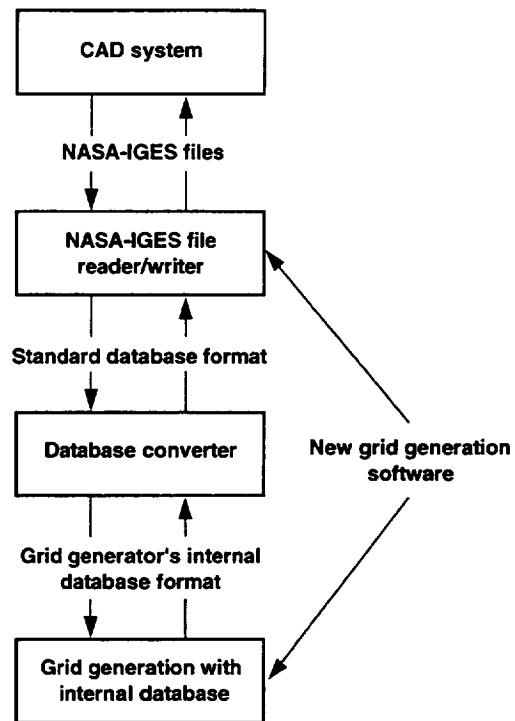 CAD system
NASA-IGES files
NASA-IGES file
reader/writer
Standard database format
Database converter
New grid generation
software
Grid generator's internal
database format
Grid generation with
internal database